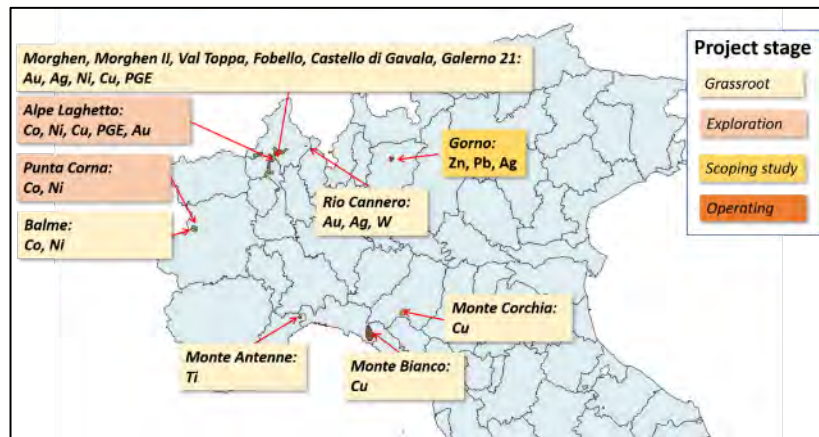 Morghen, Morghen II, Val Toppa, Fobello, Castello di Gavala, Galerno 21:
Au, Ag, Ni, Cu, PGE
Alpe Laghetto:
Co, Ni, Cu, PGE, Au
Punta Corna:
Co, Ni
Balme:
Co, Ni
Rio Cannero:
Au, Ag, W
Gorno:
Zn, Pb, Ag
Monte Antenne:
Ti
Monte Bianco:
Cu
Monte Corchia:
Cu
Project stage
Grassroot
Exploration
Scoping study
Operating